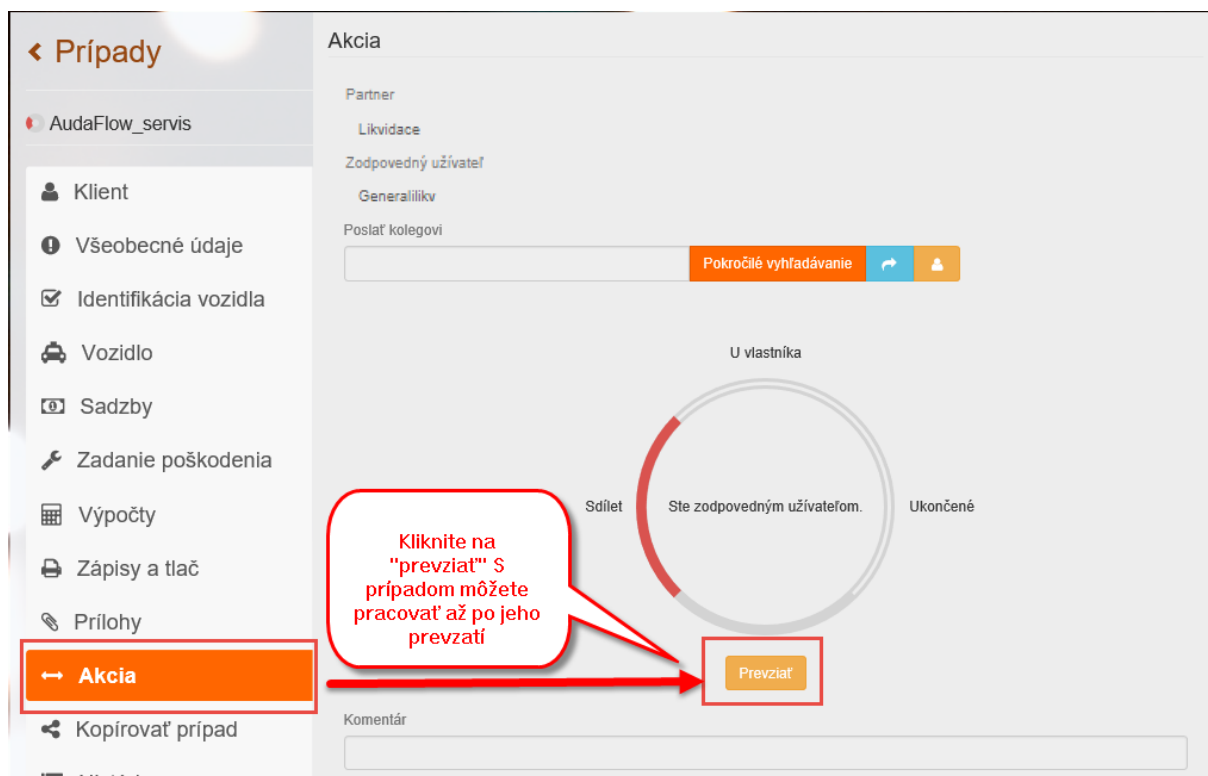 Prípady
AudaFlow_servis
Klient
Všeobecné údaje
Identifikácia vozidla
Vozidlo
Sadzby
Zadanie poškodenia
Výpočty
Zápisy a tlač
Prílohy
Akcia
Kopírovať prípad
Akcia
Partner
Likvidace
Zodpovedný užívateľ
Generalilikv
Poslať kolegovi
Pokročilé vyhľadávanie
U vlastníka
Sdílet
Ste zodpovedným užívateľom.
Ukončené
Kliknite na
"prevziať" S
prípadom môžete
pracovať až po jeho
prevzatí
Prevziať
Komentár